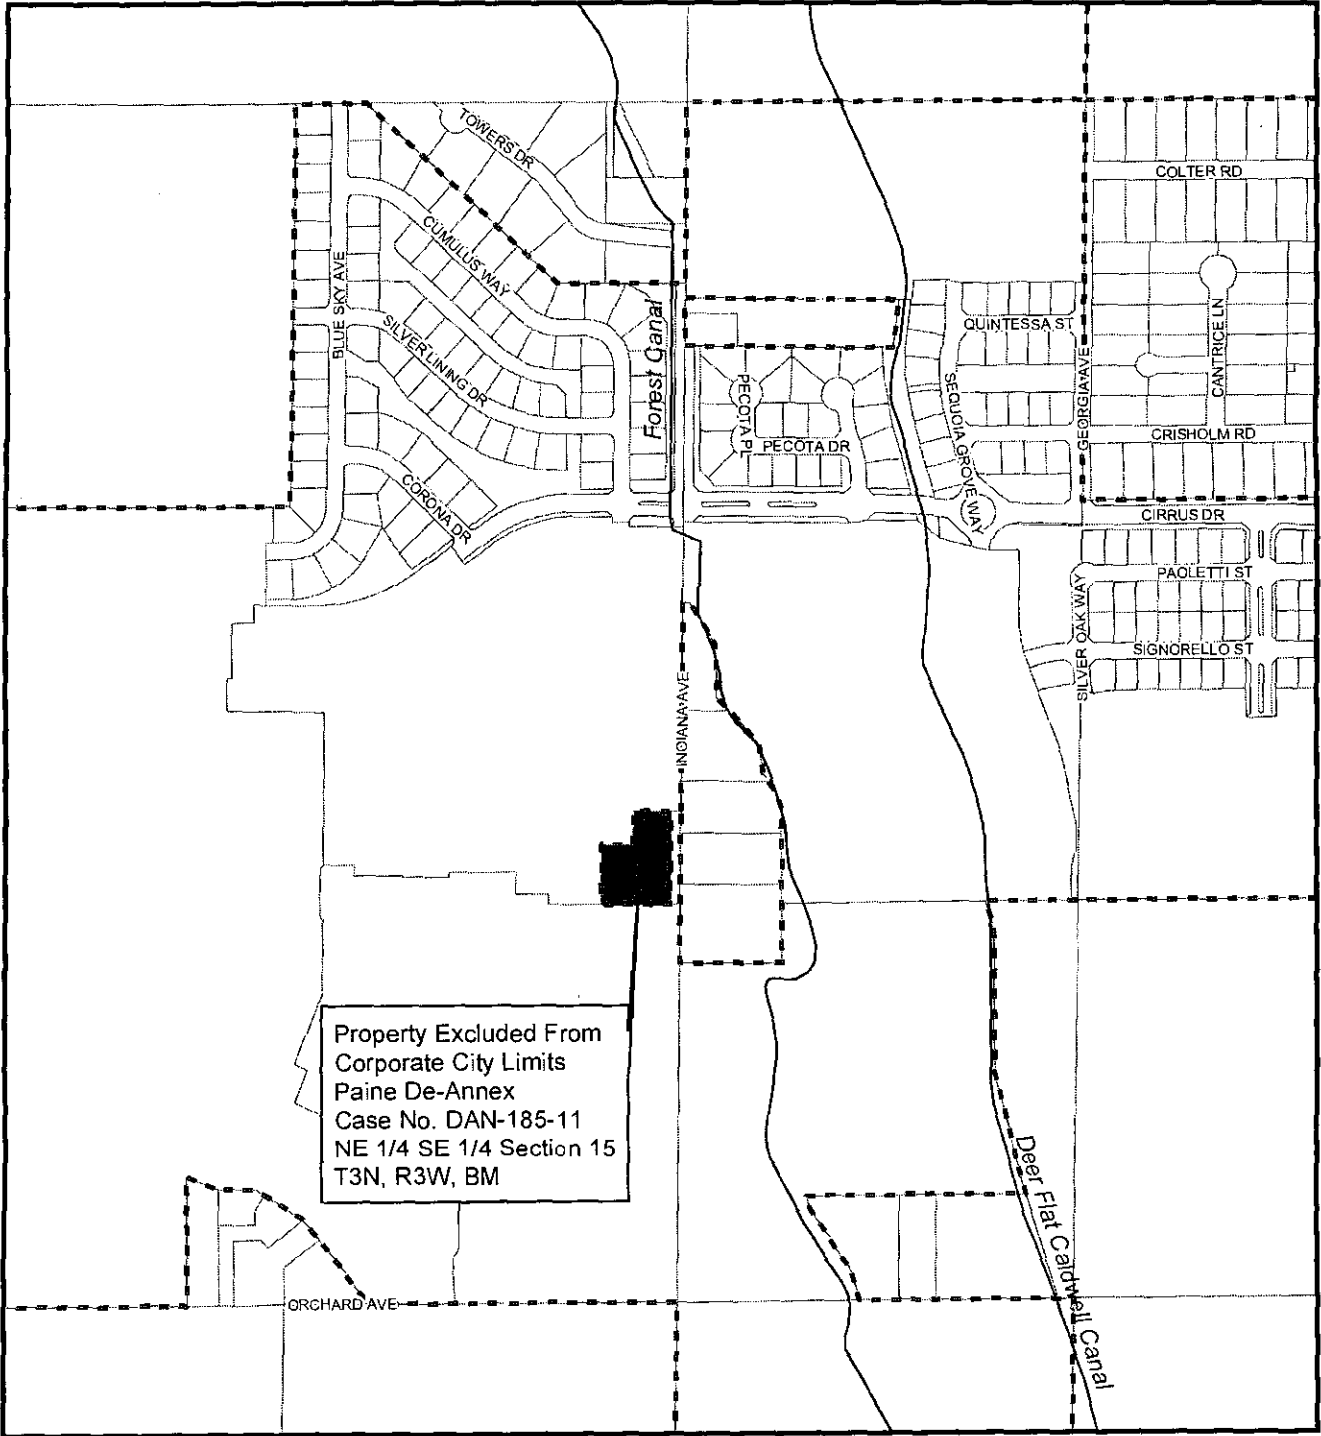 TOWERS DR
COLTER RD
CUMULUS WAY
BLUE SKY AVE
SILVER LINING DR
Forest Canal
QUINTESSA ST
CANTRICE LN
GEORGIA AVE
PECOTA PL
SEQUOIA GROVE WAY
PECOTA DR
CRISHOLM RD
CORONA DR
CIRRUS DR
PAOLETTI ST
SILVER OAK WAY
SIGNORELLO ST
INDIANA AVE
Property Excluded From
Corporate City Limits
Paine De-Annex
Case No. DAN-185-11
NE 1/4 SE 1/4 Section 15
T3N, R3W, BM
Deer Flat Caldwell Canal
ORCHARD AVE